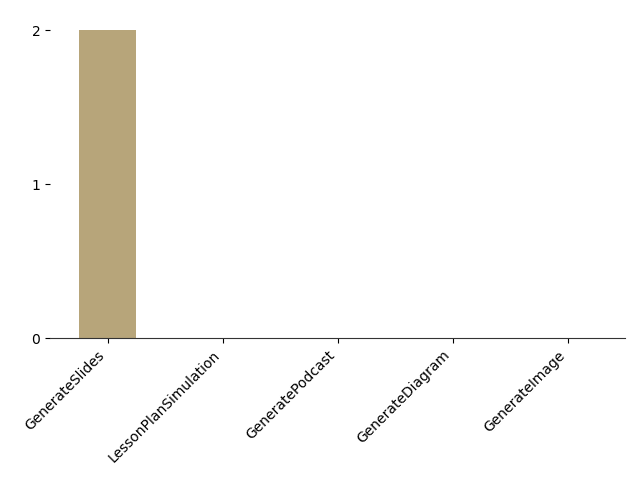 2
1
0
GenerateSlides
LessonPlanSimulation
GeneratePodcast
GenerateDiagram
GenerateImage